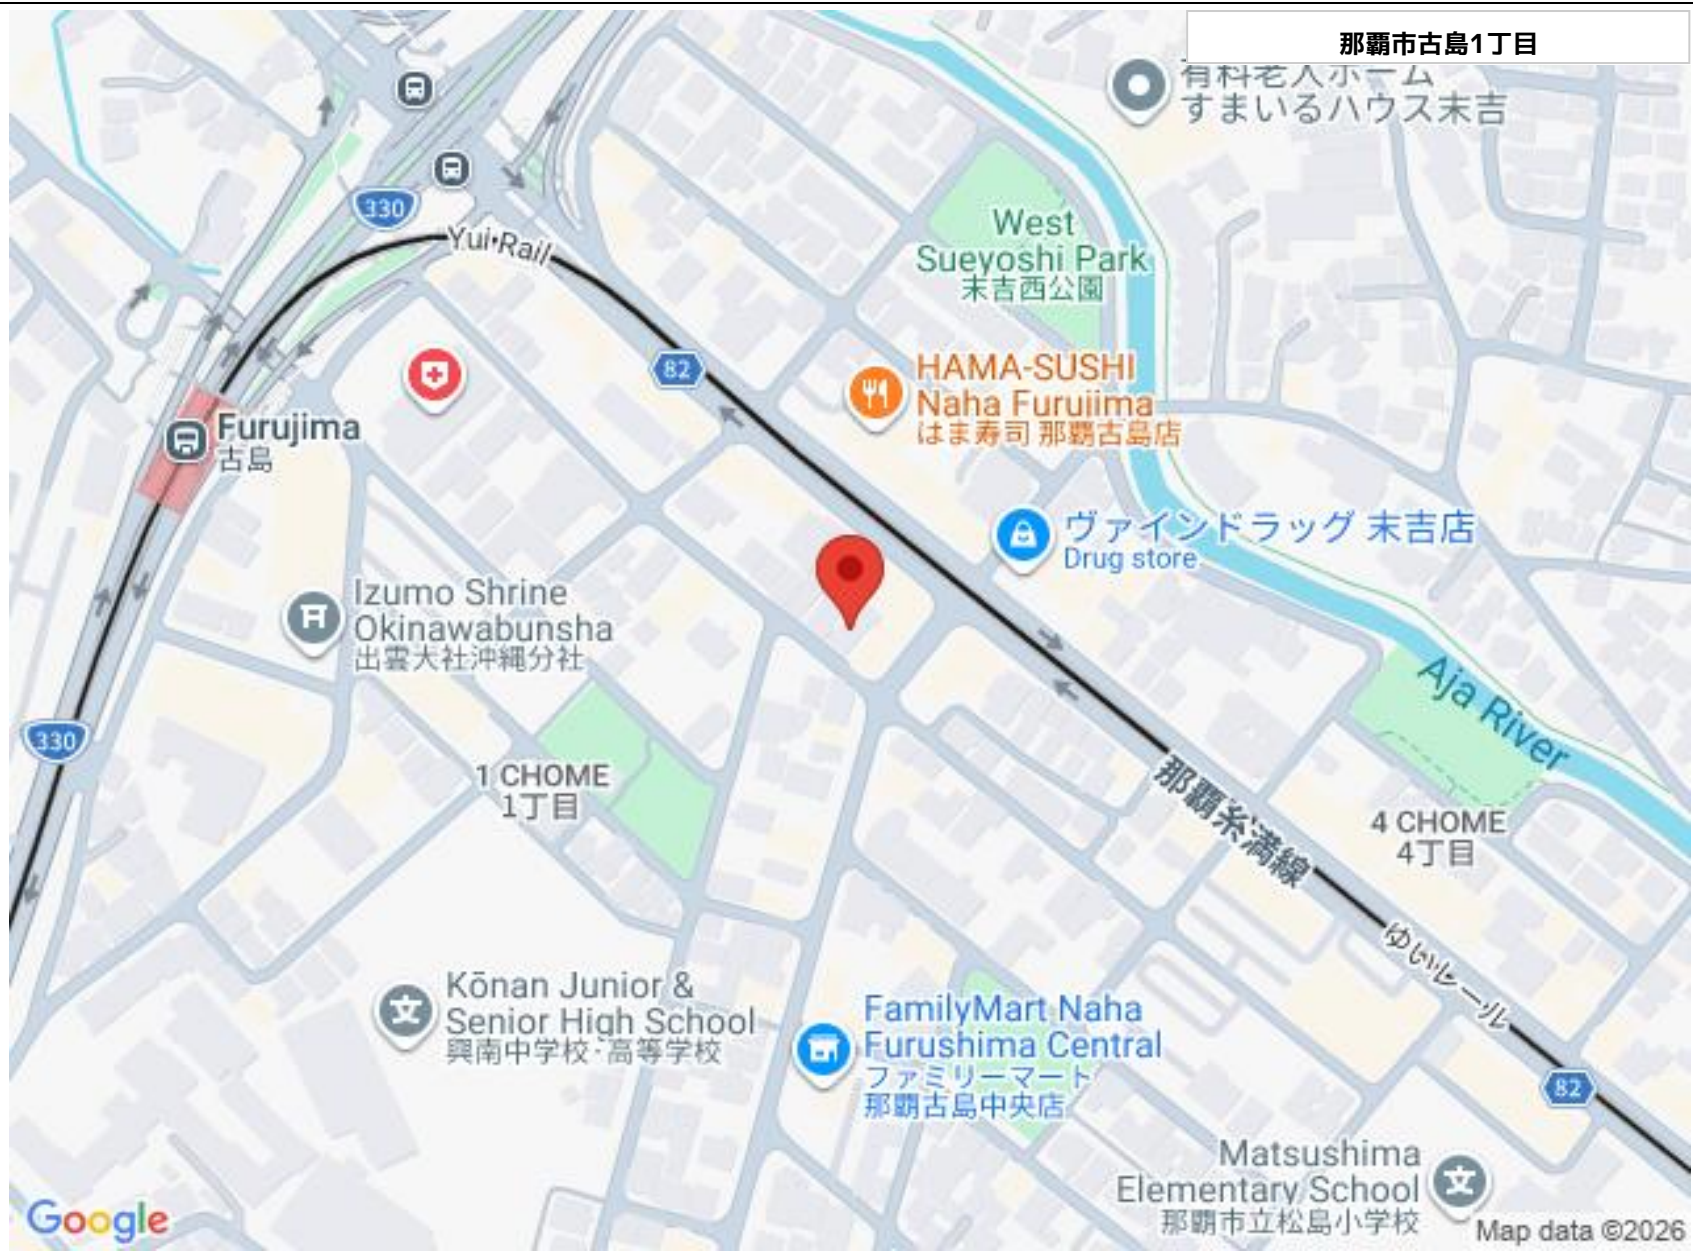 那覇市古島1丁目
有料老人ホーム
すまいるハウス末吉
330
Yui Rail
West
Sueyoshi Park
末吉西公園
82
HAMA-SUSHI
Naha Furujima
はま寿司 那覇古島店
Furujima
古島
ヴァインドラッグ 末吉店
Drug store
Izumo Shrine
Okinawabunsha
出雲大社沖縄分社
Aja River
330
1 CHOME
1丁目
那覇糸満線
4 CHOME
4丁目
ゆいレール
Kōnan Junior &
Senior High School
興南中学校・高等学校
FamilyMart Naha
Furushima Central
ファミリーマート
那覇古島中央店
82
Matsushima
Elementary School
那覇市立松島小学校
Google
Map data ©2026